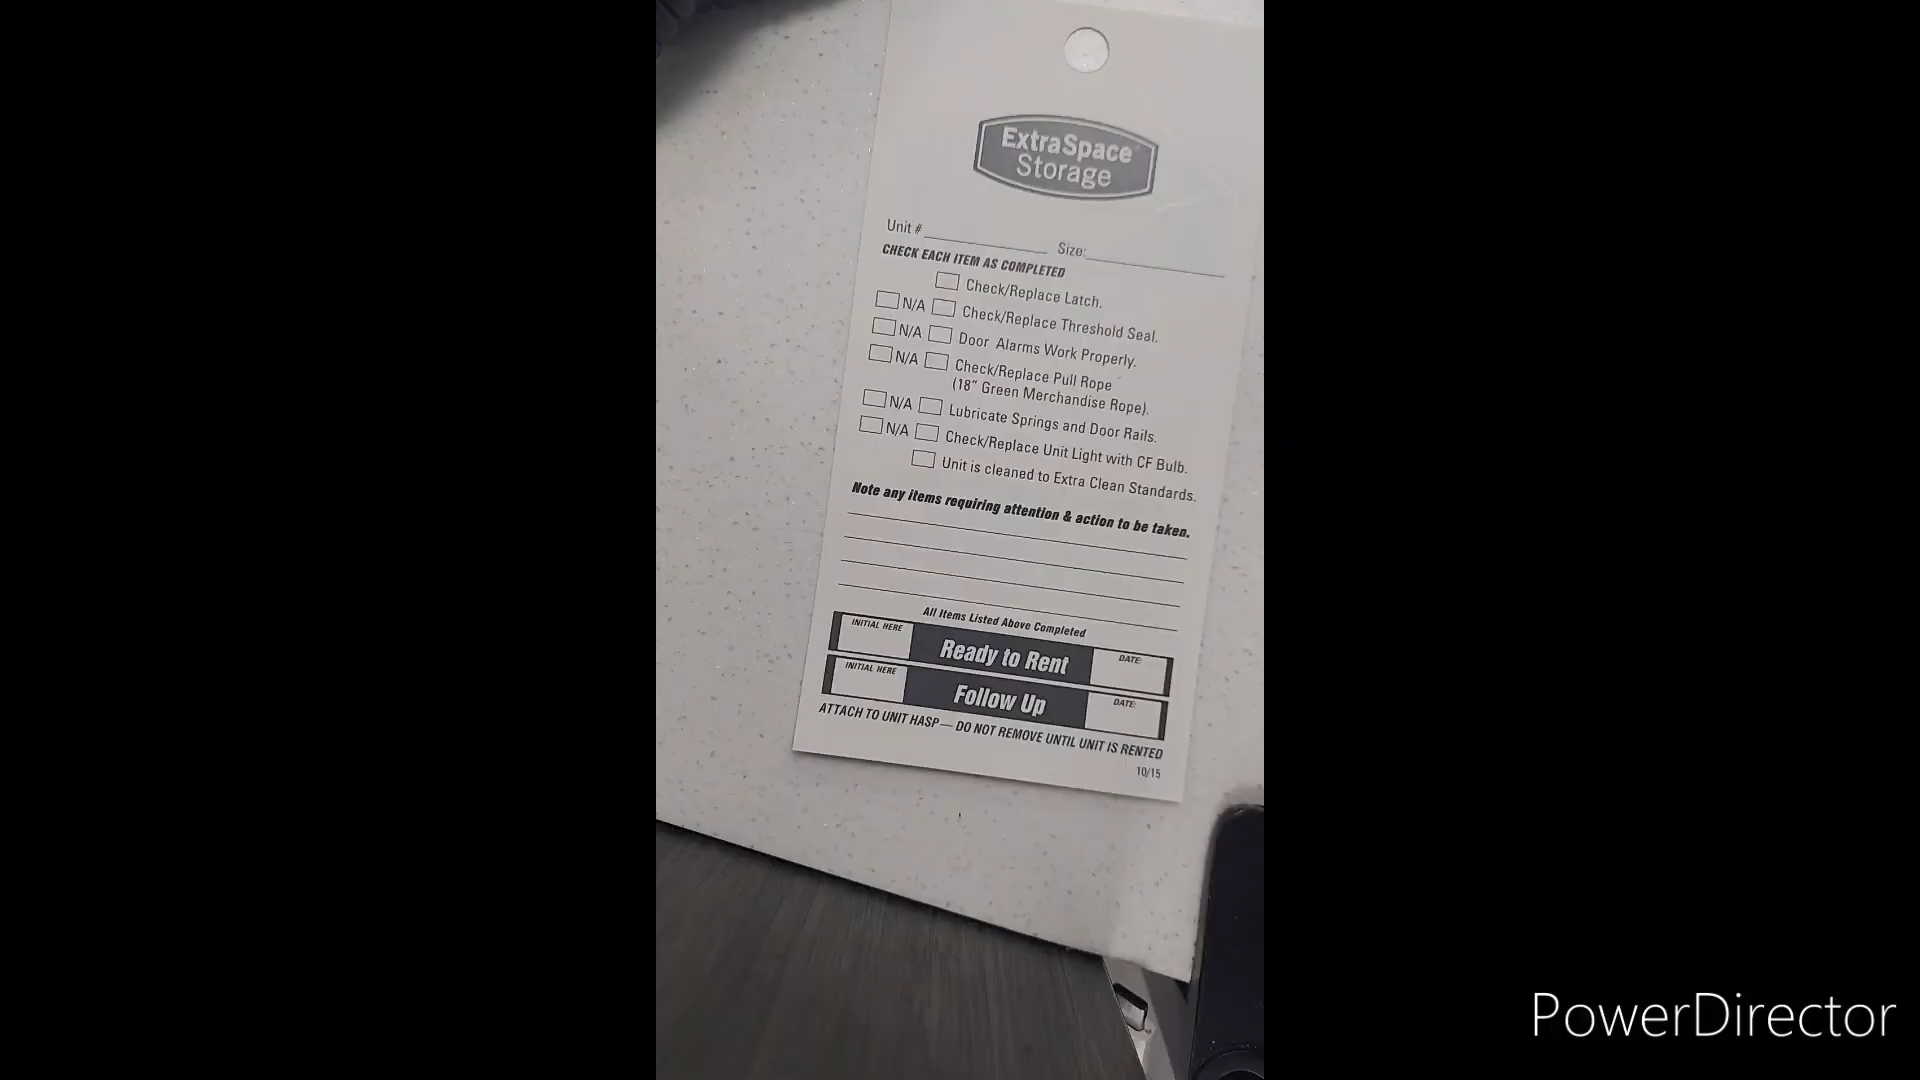 ExtraSpace
Storage
Unit # Size:
CHECK EACH ITEM AS COMPLETED
Check/Replace Latch.
N/A Check/Replace Threshold Seal.
N/A Door Alarms Work Properly.
N/A Check/Replace Pull Rope
(18" Green Merchandise Rope).
N/A Lubricate Springs and Door Rails.
N/A Check/Replace Unit Light with CF Bulb.
Unit is cleaned to Extra Clean Standards.
Note any items requiring attention & action to be taken.
All Items Listed Above Completed
INITIAL HERE Ready to Rent DATE:
INITIAL HERE Follow Up DATE:
ATTACH TO UNIT HASP — DO NOT REMOVE UNTIL UNIT IS RENTED
10/15
PowerDirector